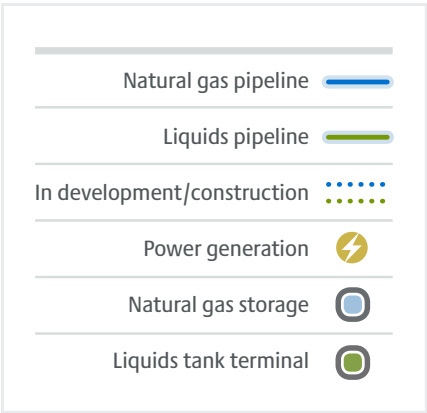 Natural gas pipeline
Liquids pipeline
In development/construction
Power generation
Natural gas storage
Liquids tank terminal